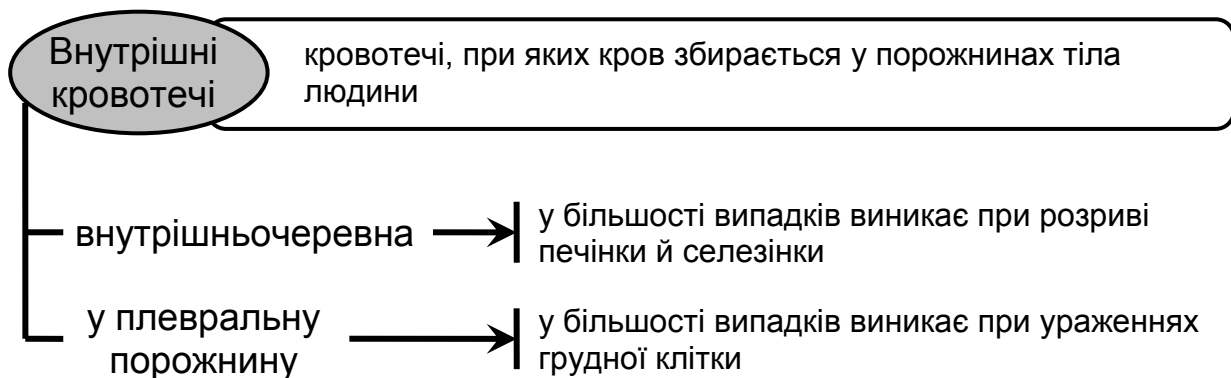 Внутрішні
кровотечі
кровотечі, при яких кров збирається у порожнинах тіла
людини
внутрішньочеревна
у більшості випадків виникає при розриві
печінки й селезінки
у плевральну
порожнину
у більшості випадків виникає при ураженнях
грудної клітки